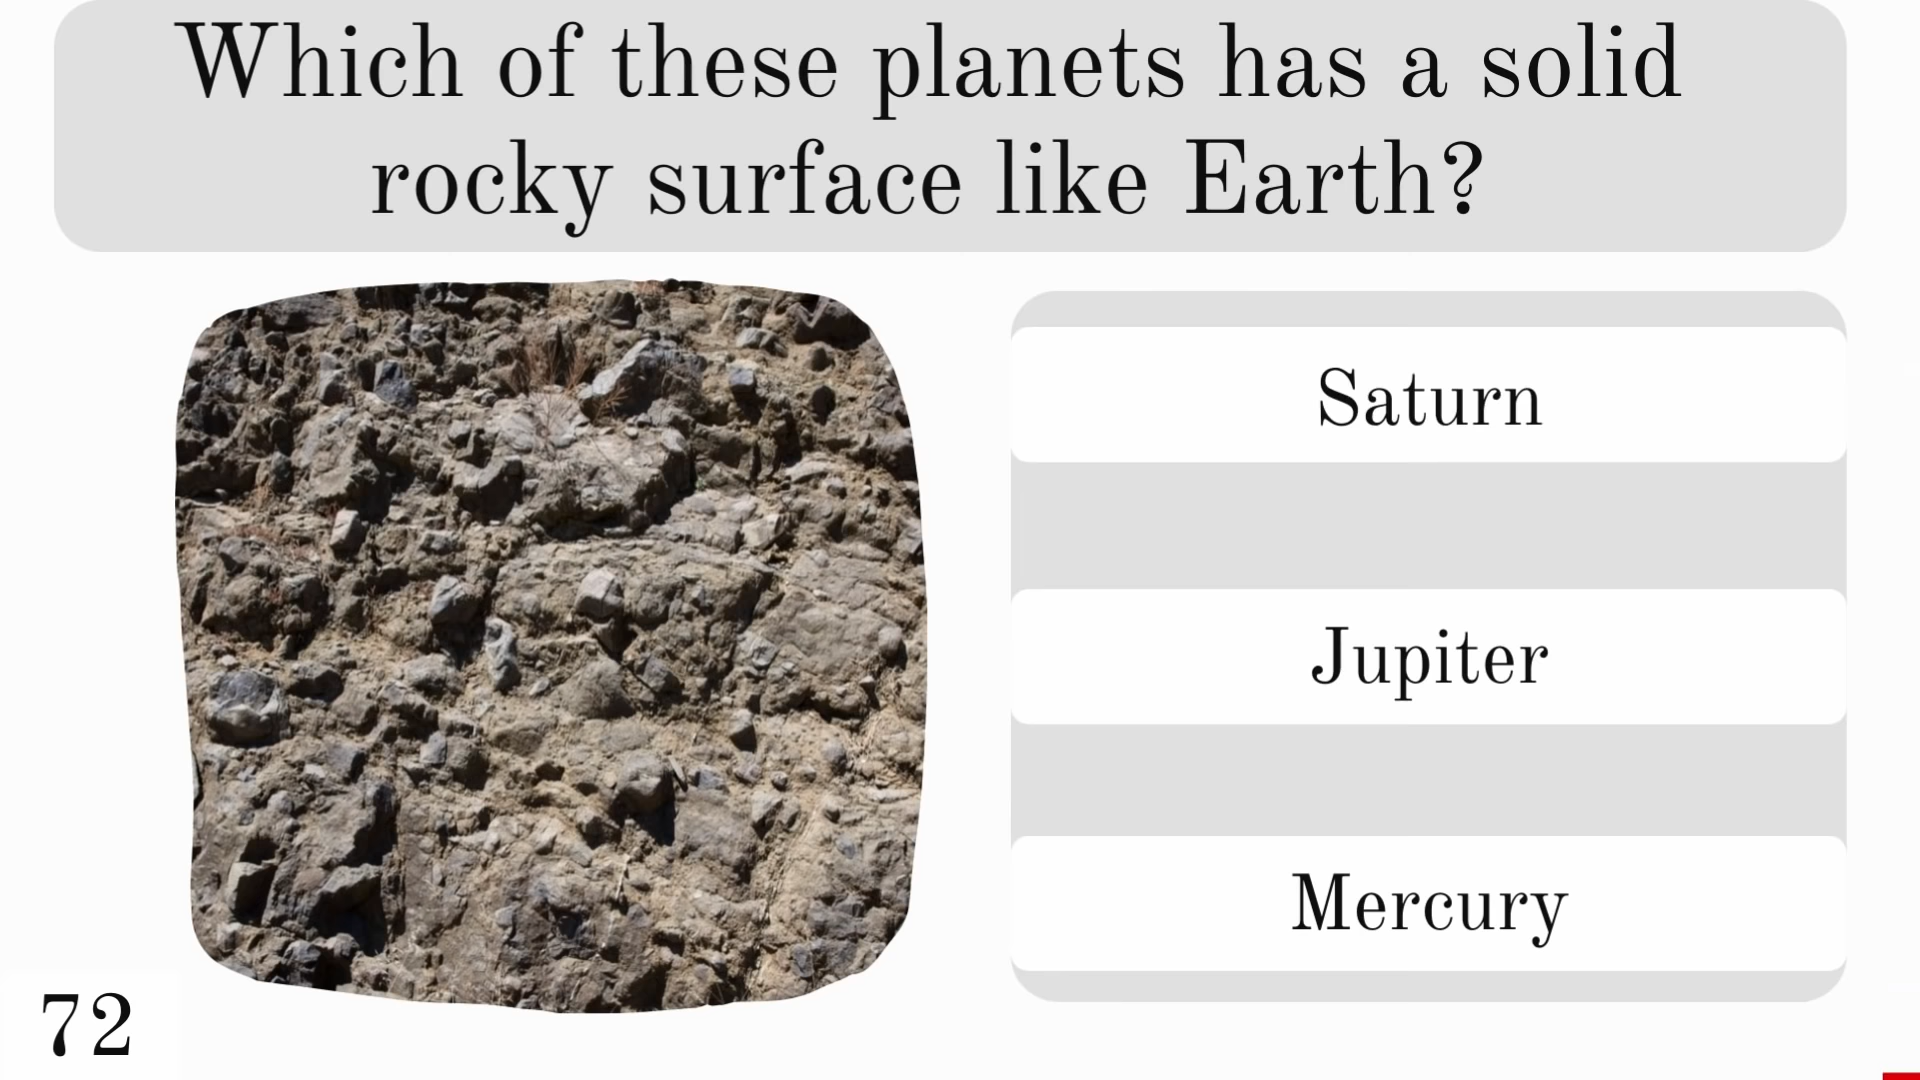 Which of these planets has a solid
rocky surface like Earth?
Saturn
Jupiter
Mercury
72